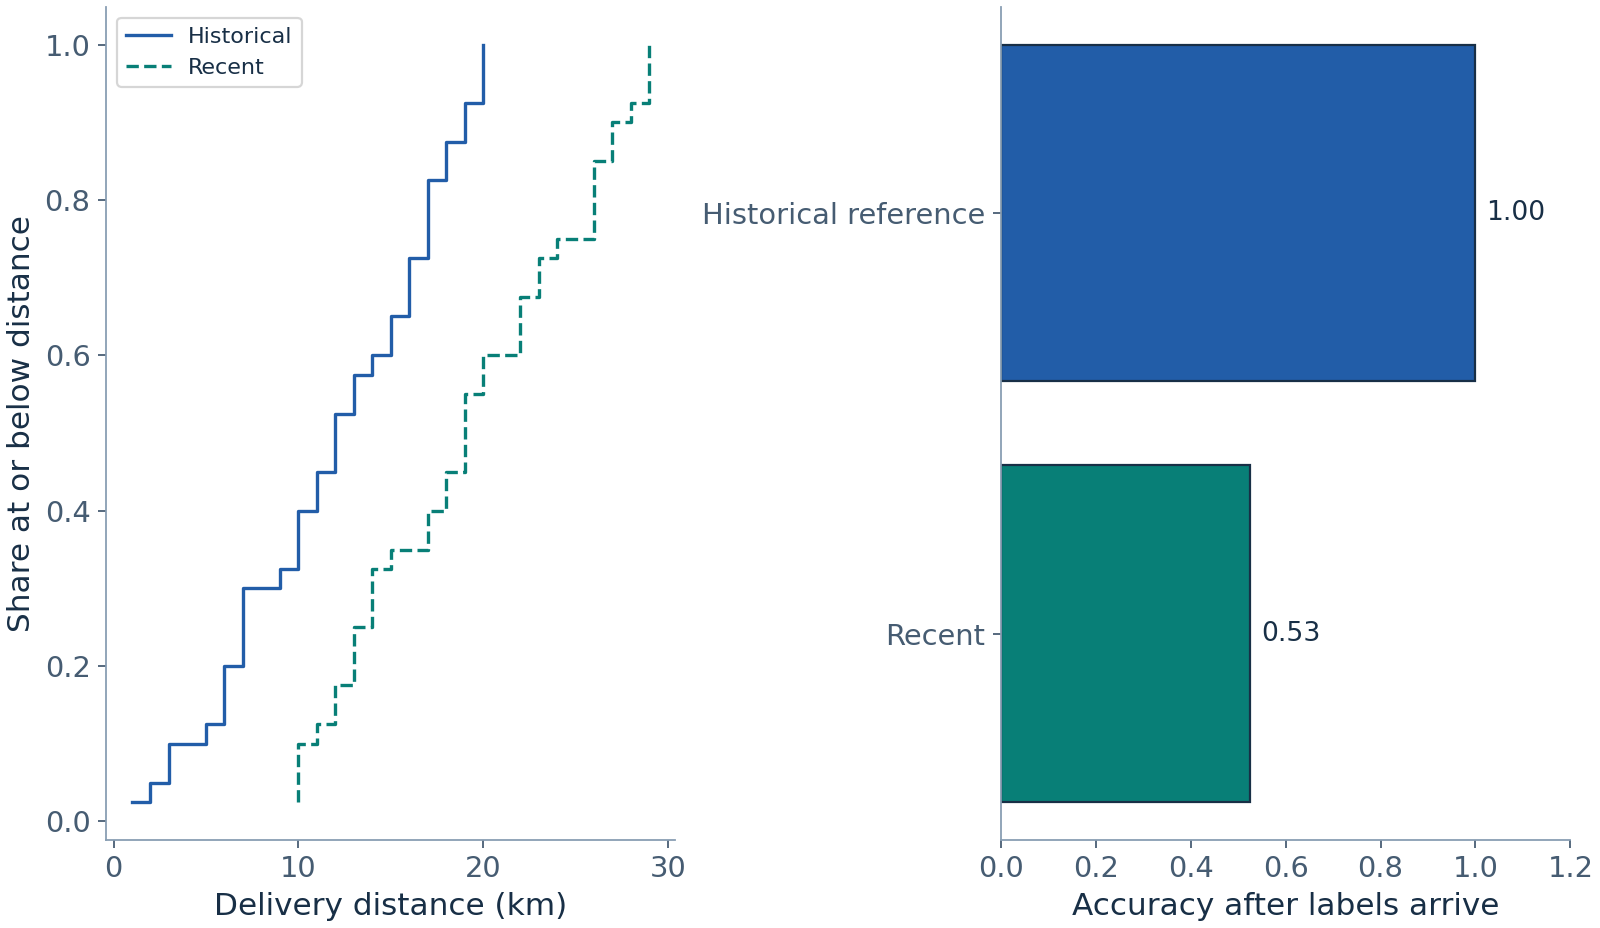 Historical
Recent
1.0
0.8
0.6
0.4
0.2
0.0
Share at or below distance
0
10
20
30
Delivery distance (km)
Historical reference
Recent
1.00
0.53
0.0
0.2
0.4
0.6
0.8
1.0
1.2
Accuracy after labels arrive